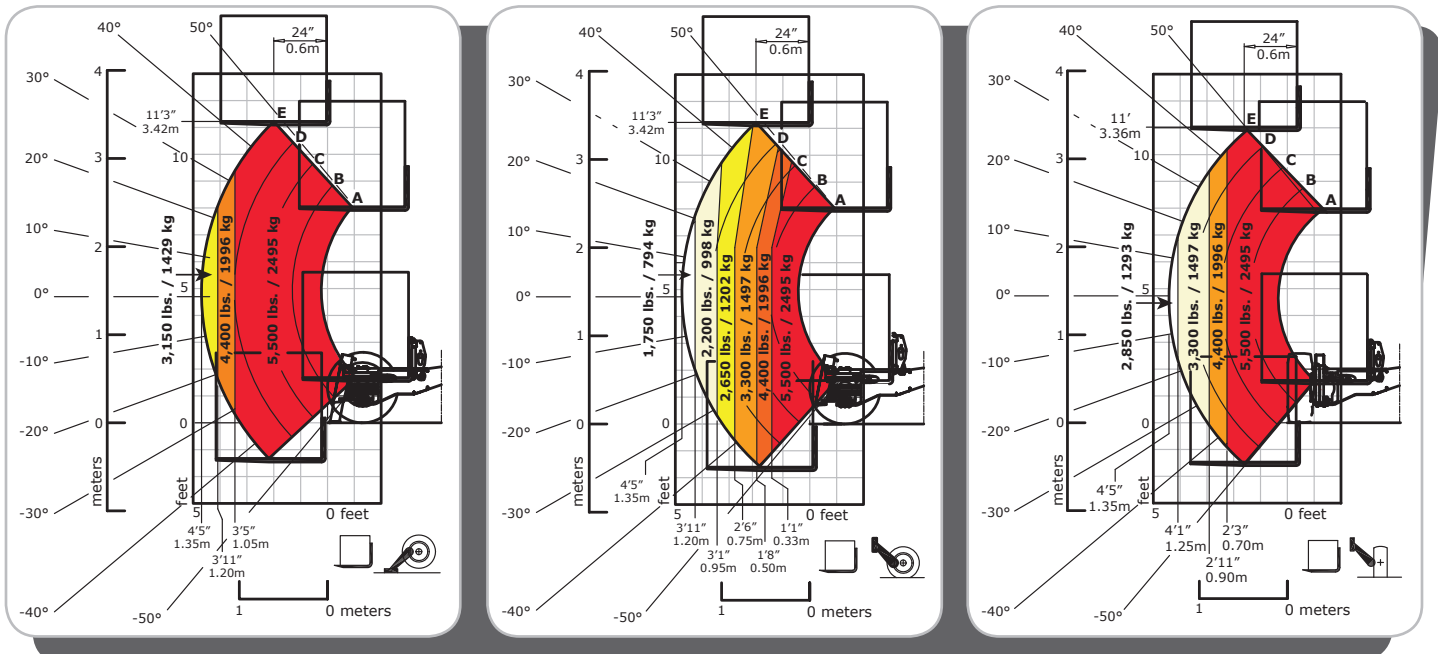 40°
50°
24”
0.6m
30°
4
11’3”
3.42m
E
D
C
B
A
20°
3
10
10°
2
3,150 lbs. / 1429 kg
4,400 lbs. / 1996 kg
5,500 lbs. / 2495 kg
0°
5
1
-10°
-20°
0
0
meters
feet
-30°
-1
5
0 feet
4’5”
1.35m
3’5”
1.05m
3’11”
1.20m
-40°
-50°
1
0 meters
40°
50°
24”
0.6m
30°
4
11’3”
3.42m
E
D
C
B
A
20°
3
10
10°
2
1,750 lbs. / 794 kg
2,200 lbs. / 998 kg
2,650 lbs. / 1202 kg
3,300 lbs. / 1497 kg
4,400 lbs. / 1996 kg
5,500 lbs. / 2495 kg
0°
5
1
-10°
-20°
0
0
4’5”
1.35m
meters
feet
-30°
-1
5
0 feet
3’11”
1.20m
2’6”
0.75m
1’1”
0.33m
3’1”
0.95m
1’8”
0.50m
-40°
-50°
1
0 meters
40°
50°
24”
0.6m
30°
4
11’
3.36m
E
D
C
B
A
20°
3
10
10°
2
2,850 lbs. / 1293 kg
3,300 lbs. / 1497 kg
4,400 lbs. / 1996 kg
5,500 lbs. / 2495 kg
0°
5
1
-10°
-20°
0
0
4’5”
1.35m
meters
feet
-30°
-1
5
0 feet
4’1”
1.25m
2’3”
0.70m
2’11”
0.90m
-40°
-50°
1
0 meters